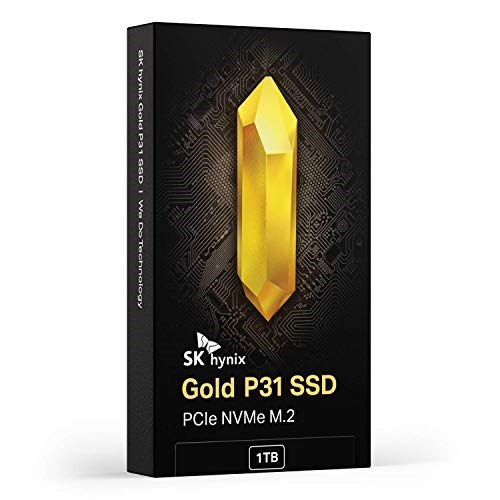 SK hynix Gold P31 SSD | We Do Technology
SK hynix
Gold P31 SSD
PCIe NVMe M.2
1TB